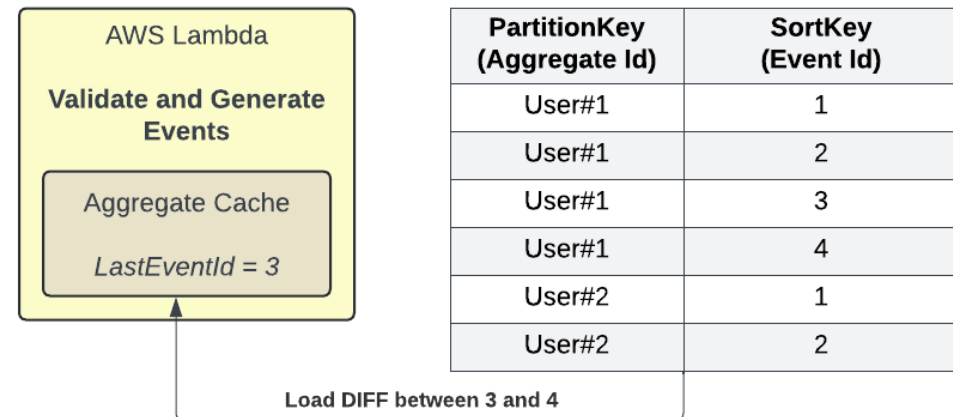 AWS Lambda
Validate and Generate
Events
Aggregate Cache
LastEventId = 3
PartitionKey
(Aggregate Id)
SortKey
(Event Id)
User#1 1
User#1 2
User#1 3
User#1 4
User#2 1
User#2 2
Load DIFF between 3 and 4